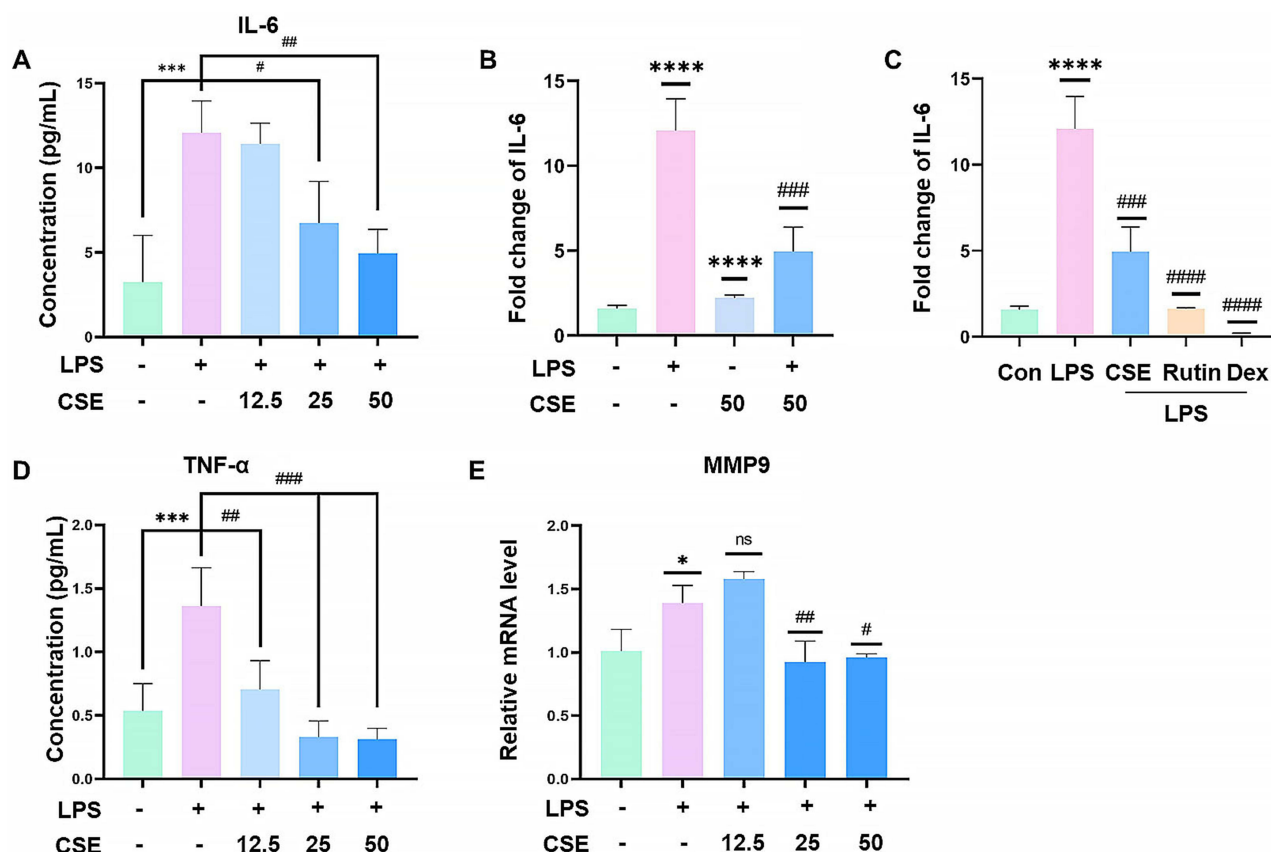 IL-6
A
***
#
##
Concentration (pg/mL)
15
10
5
0
LPS - + + + +
CSE - - 12.5 25 50
B
Fold change of IL-6
15
10
5
0
****
****
###
LPS - + - +
CSE - - 50 50
C
Fold change of IL-6
15
10
5
0
****
###
####
####
Con LPS CSE Rutin Dex
LPS
D
TNF-α
###
***
##
Concentration (pg/mL)
2.0
1.5
1.0
0.5
0.0
LPS - + + + +
CSE - - 12.5 25 50
E
MMP9
Relative mRNA level
2.0
1.5
1.0
0.5
0.0
*
ns
##
#
LPS - + + + +
CSE - - 12.5 25 50